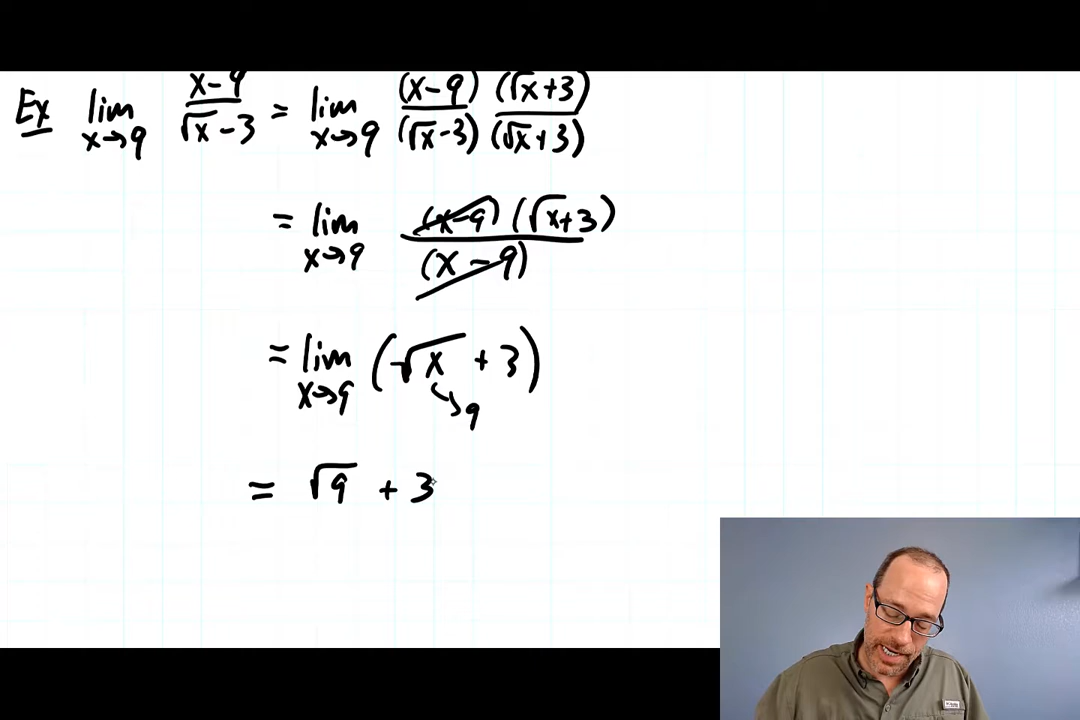 Ex lim x→9 x-9 / √x -3 = lim x→9 (x-9) (√x+3) / (√x-3) (√x+3)
= lim x→9 (x-9) (√x+3) / (x-9)
= lim x→9 (√x + 3)
↘9
= √9 + 3